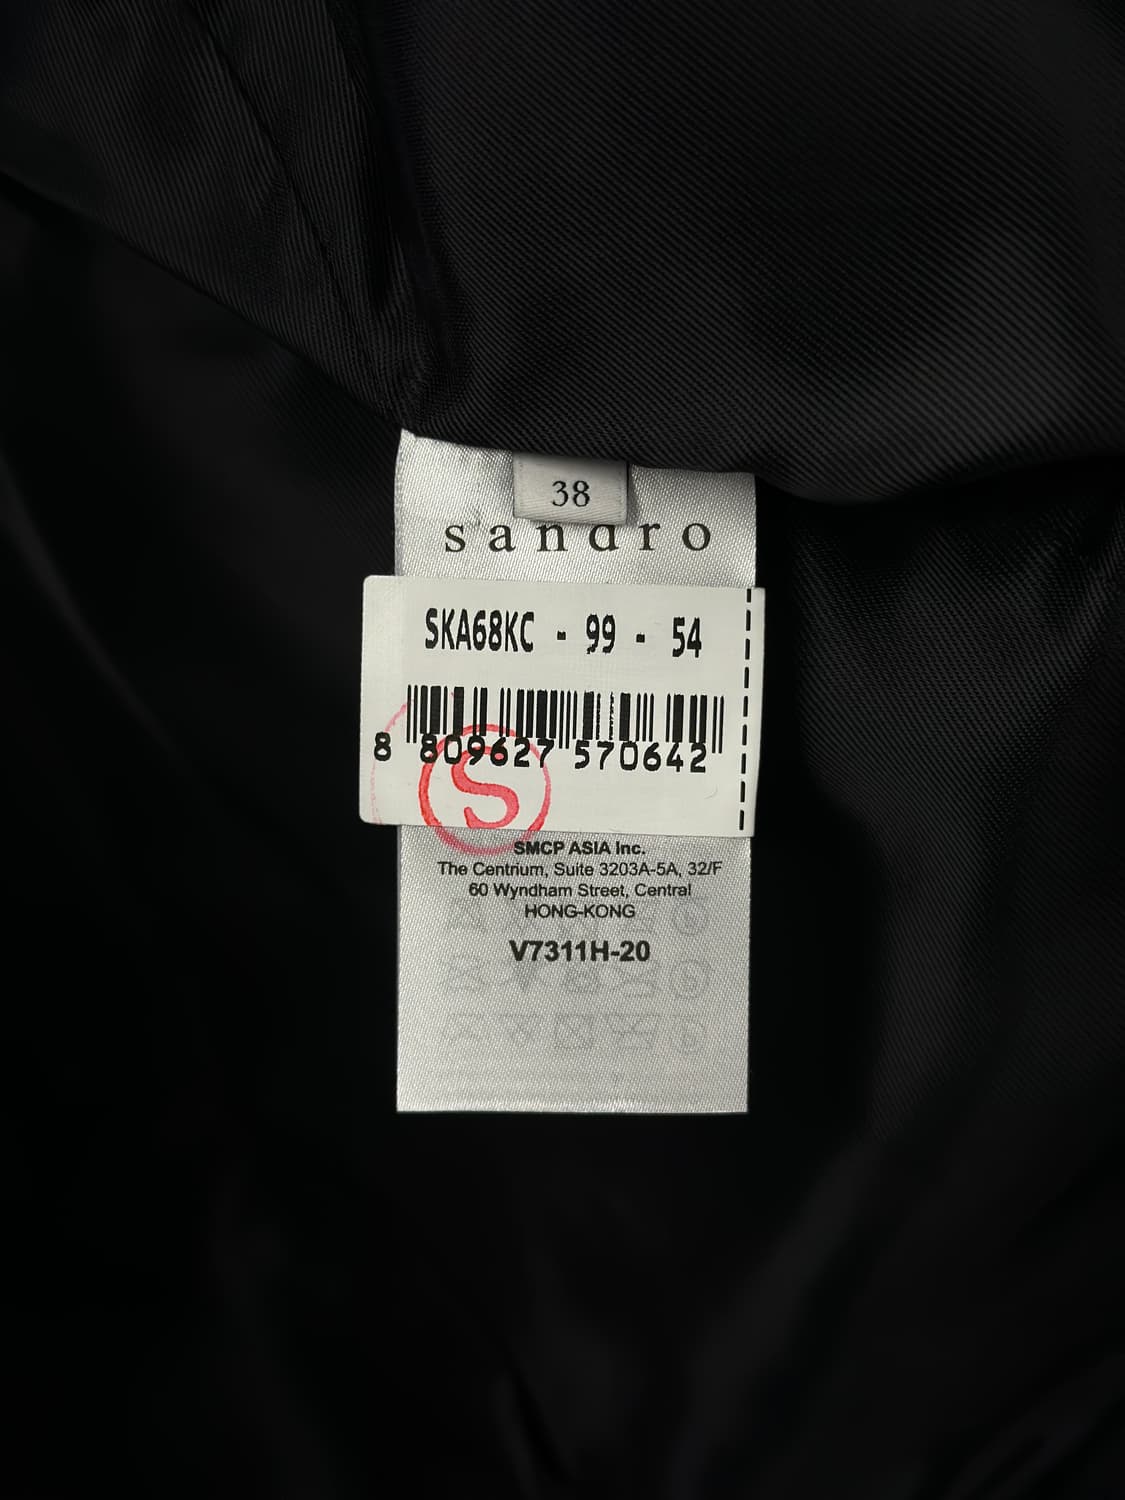 38
sandro
SKA68KC - 99 - 54
8 809627 570642
S
SMCP ASIA Inc.
The Centrium, Suite 3203A-5A, 32/F
60 Wyndham Street, Central
HONG-KONG
V7311H-20